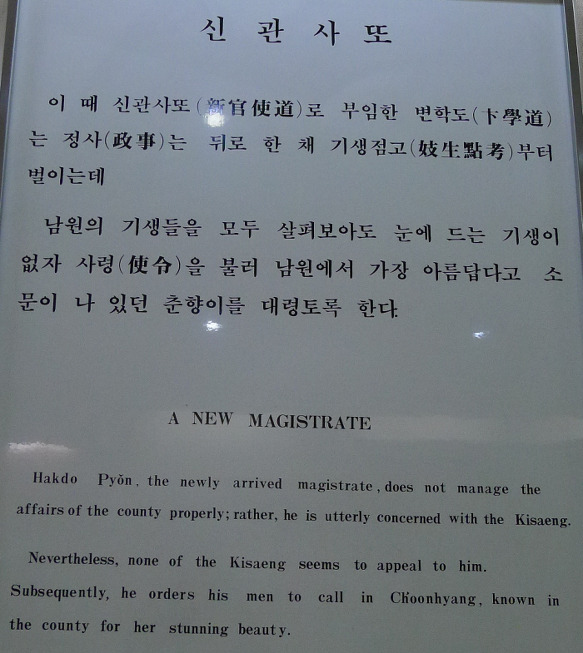 신관사또
이 때 신관사또(新官使道)로 부임한 변학도(卞學道)
는 정사(政事)는 뒤로 한 채 기생점고(妓生點考)부터
벌이는데
남원의 기생들을 모두 살펴보아도 눈에 드는 기생이
없자 사령(使令)을 불러 남원에서 가장 아름답다고 소
문이 나 있던 춘향이를 대령토록 한다.
A NEW MAGISTRATE
Hakdo Pyŏn, the newly arrived magistrate, does not manage the
affairs of the county properly; rather, he is utterly concerned with the Kisaeng.
Nevertheless, none of the Kisaeng seems to appeal to him.
Subsequently, he orders his men to call in Ch'oonhyang, known in
the county for her stunning beauty.